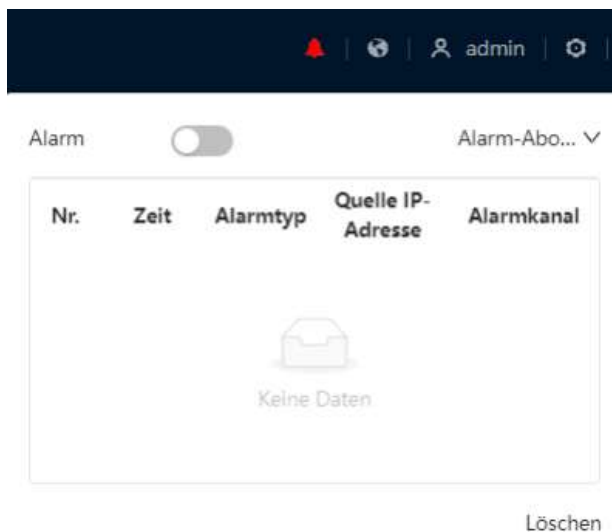 admin
Alarm Alarm-Abo...
Nr. Zeit Alarmtyp Quelle IP-
Adresse Alarmkanal
Keine Daten
Löschen